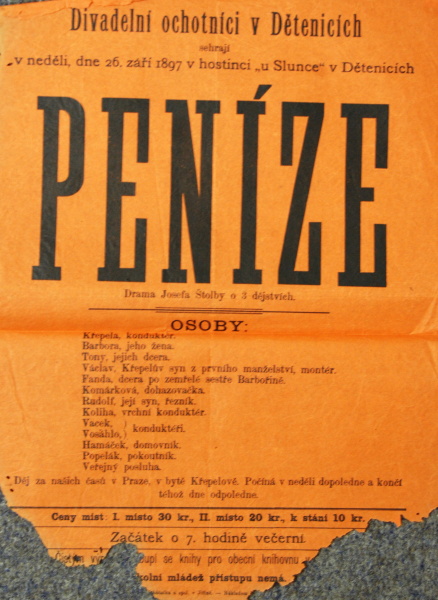 Divadelní ochotníci v Dětenicích
sehrají
v neděli, dne 26. září 1897 v hostinci „u Slunce“ v Dětenicích
PENÍZE
Drama Josefa Štolby o 3 dějstvích.
OSOBY:
Křepela, konduktér.
Barbora, jeho žena.
Tony, jejich dcera.
Václav, Křepelův syn z prvního manželství, montér.
Fanda, dcera po zemřelé sestře Barbořině.
Komárková, dohazovačka.
Rudolf, její syn, řezník.
Koliha, vrchní konduktér.
Vacek, } konduktéři.
Vosáhlo, }
Hamáček, domovník.
Popelák, pokoutník.
Veřejný posluha.
Děj za našich časů v Praze, v bytě Křepelově. Počíná v neděli dopoledne a končí
téhož dne odpoledne.
Ceny míst: I. místo 30 kr., II. místo 20 kr., k stání 10 kr.
Začátek o 7. hodině večerní.
se knihy pro obecní knihovnu
mládež přístupu nemá.